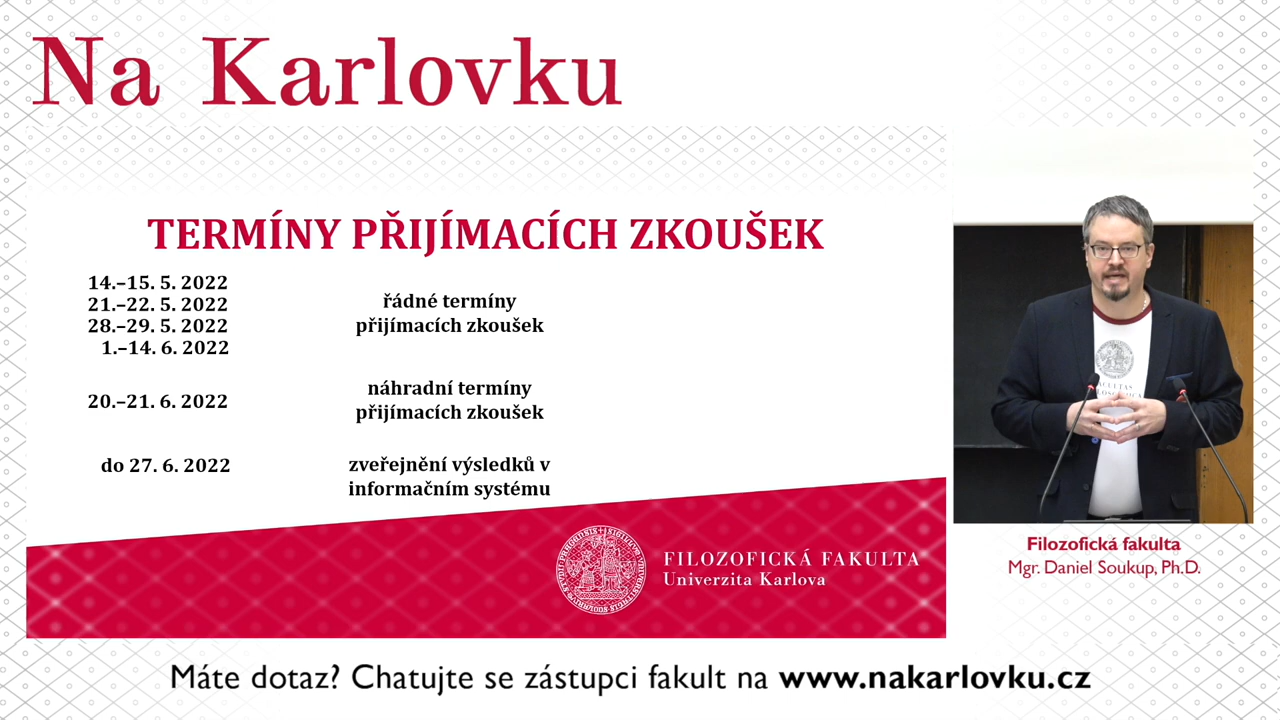 Na Karlovku
TERMÍNY PŘIJÍMACÍCH ZKOUŠEK
14.–15. 5. 2022
21.–22. 5. 2022
28.–29. 5. 2022
1.–14. 6. 2022
řádné termíny
přijímacích zkoušek
20.–21. 6. 2022
náhradní termíny
přijímacích zkoušek
do 27. 6. 2022
zveřejnění výsledků v
informačním systému
FILOZOFICKÁ FAKULTA
Univerzita Karlova
Filozofická fakulta
Mgr. Daniel Soukup, Ph.D.
Máte dotaz? Chatujte se zástupci fakult na www.nakarlovku.cz